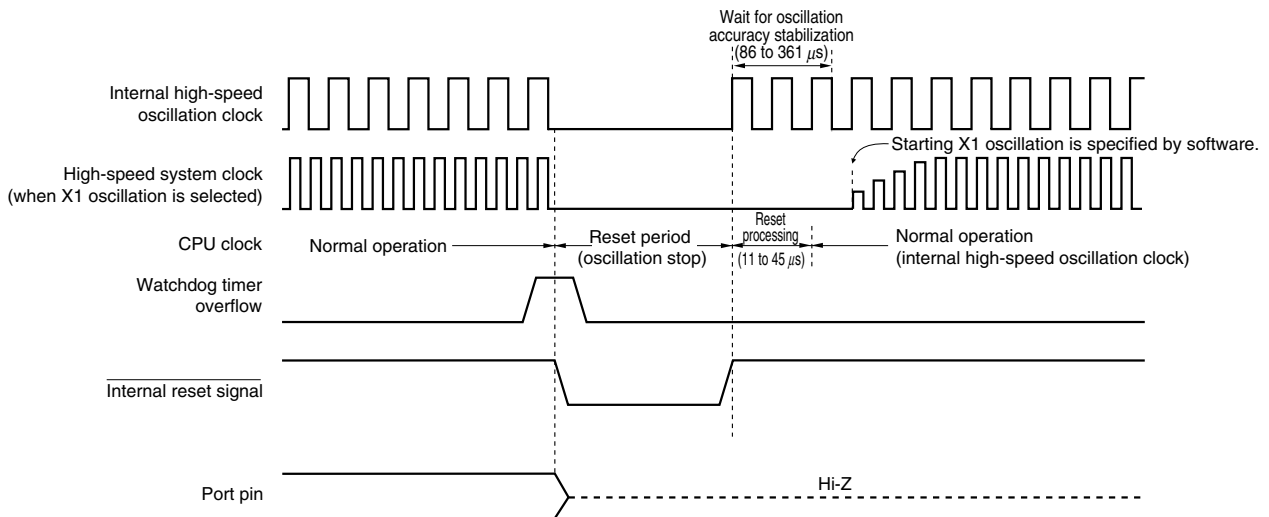 Wait for oscillation
accuracy stabilization
(86 to 361 μs)
Internal high-speed
oscillation clock
Starting X1 oscillation is specified by software.
High-speed system clock
(when X1 oscillation is selected)
CPU clock
Normal operation
Reset period
(oscillation stop)
Reset
processing
(11 to 45 μs)
Normal operation
(internal high-speed oscillation clock)
Watchdog timer
overflow
Internal reset signal
Port pin
Hi-Z